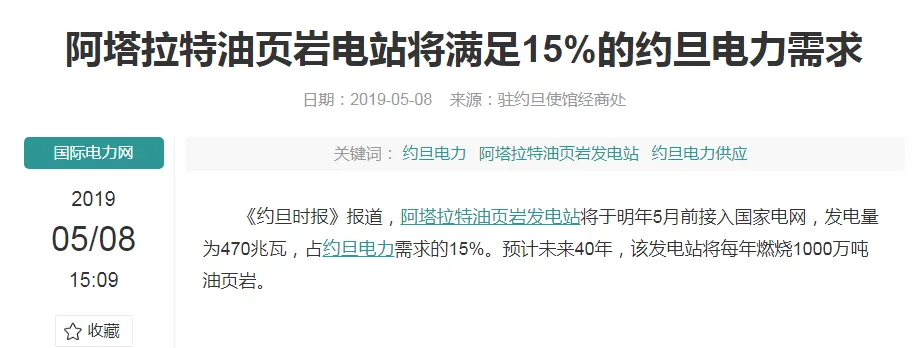 阿塔拉特油页岩电站将满足15%的约旦电力需求
日期：2019-05-08 来源：驻约旦使馆经商处
国际电力网
2019
05/08
15:09
收藏
关键词： 约旦电力 阿塔拉特油页岩发电站 约旦电力供应
《约旦时报》报道，阿塔拉特油页岩发电站将于明年5月前接入国家电网，发电量
为470兆瓦，占约旦电力需求的15%。预计未来40年，该发电站将每年燃烧1000万吨
油页岩。